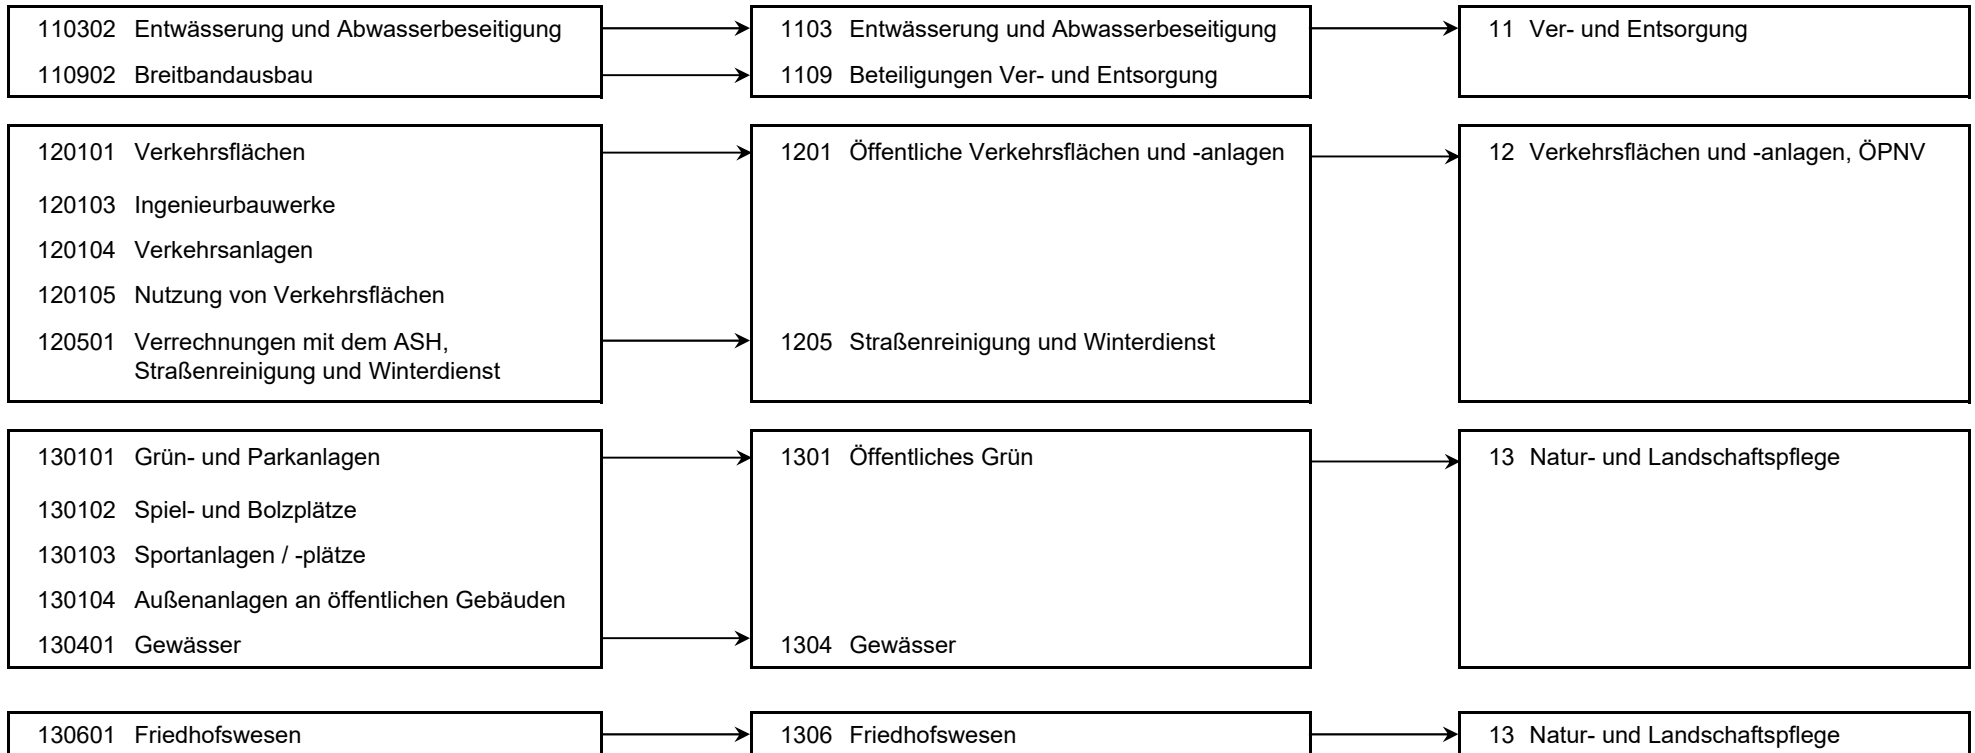 110302 Entwässerung und Abwasserbeseitigung 1103 Entwässerung und Abwasserbeseitigung 11 Ver- und Entsorgung
110902 Breitbandausbau 1109 Beteiligungen Ver- und Entsorgung
120101 Verkehrsflächen 1201 Öffentliche Verkehrsflächen und -anlagen 12 Verkehrsflächen und -anlagen, ÖPNV
120103 Ingenieurbauwerke
120104 Verkehrsanlagen
120105 Nutzung von Verkehrsflächen
120501 Verrechnungen mit dem ASH, 1205 Straßenreinigung und Winterdienst
Straßenreinigung und Winterdienst
130101 Grün- und Parkanlagen 1301 Öffentliches Grün 13 Natur- und Landschaftspflege
130102 Spiel- und Bolzplätze
130103 Sportanlagen / -plätze
130104 Außenanlagen an öffentlichen Gebäuden
130401 Gewässer 1304 Gewässer
130601 Friedhofswesen 1306 Friedhofswesen 13 Natur- und Landschaftspflege